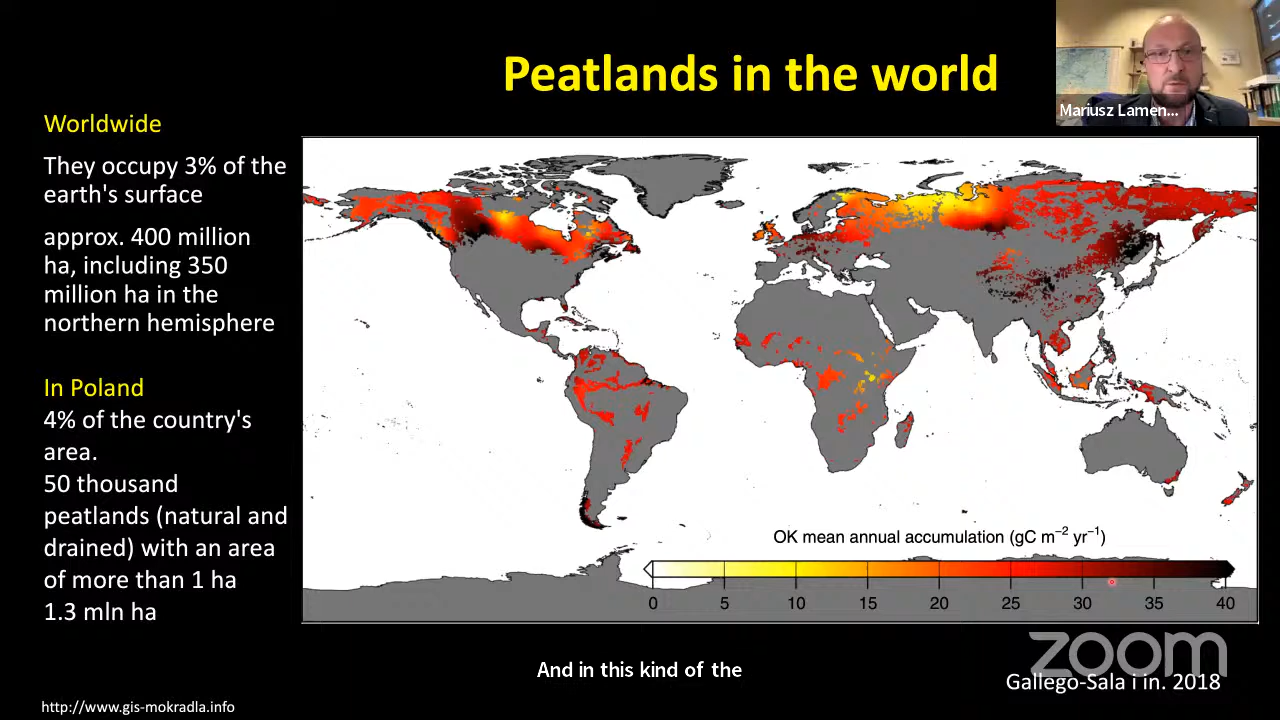 Peatlands in the world
Mariusz Lamen...
Worldwide
They occupy 3% of the
earth's surface
approx. 400 million
ha, including 350
million ha in the
northern hemisphere
In Poland
4% of the country's
area.
50 thousand
peatlands (natural and
drained) with an area
of more than 1 ha
1.3 mln ha
OK mean annual accumulation (gC m⁻² yr⁻¹)
0 5 10 15 20 25 30 35 40
zoom
And in this kind of the
Gallego-Sala i in. 2018
http://www.gis-mokradla.info